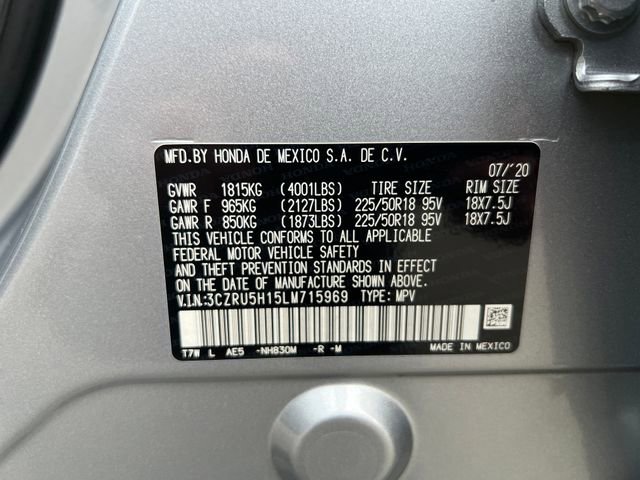 MFD.BY HONDA DE MEXICO S.A. DE C.V.
07/'20
GVWR 1815KG (4001LBS) TIRE SIZE RIM SIZE
GAWR F 965KG (2127LBS) 225/50R18 95V 18X7.5J
GAWR R 850KG (1873LBS) 225/50R18 95V 18X7.5J
THIS VEHICLE CONFORMS TO ALL APPLICABLE
FEDERAL MOTOR VEHICLE SAFETY
AND THEFT PREVENTION STANDARDS IN EFFECT
ON THE DATE OF MANUFACTURE SHOWN ABOVE.
V.I.N:3CZRU5H15LM715969 TYPE: MPV
T7W L AE5 -NH830M -R -M MADE IN MEXICO